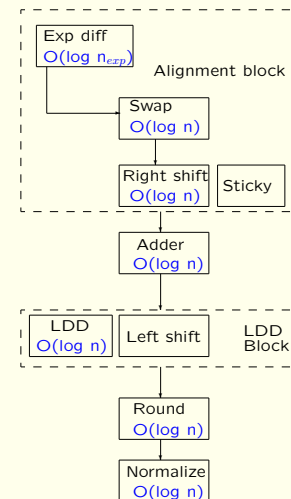 Exp diff
O(log n_exp)
Alignment block
Swap
O(log n)
Right shift
O(log n)
Sticky
Adder
O(log n)
LDD
O(log n)
Left shift
LDD
Block
Round
O(log n)
Normalize
O(log n)